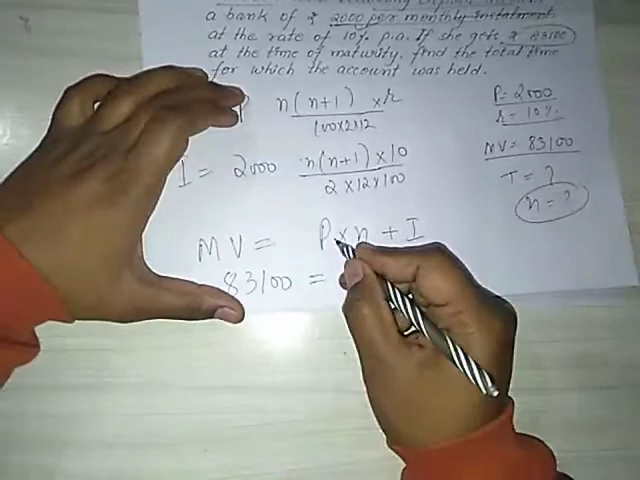 a bank of ₹ 2000 per monthly instalment
at the rate of 10% p.a. If she gets ₹ 83100
at the time of maturity, find the total time
for which the account was held.
n(n+1) × r
100×2×12
P = 2000
r = 10%
MV = 83100
T = ?
n = ?
I = 2000 n(n+1) × 10
2 × 12 × 100
MV = P × n + I
83100 =